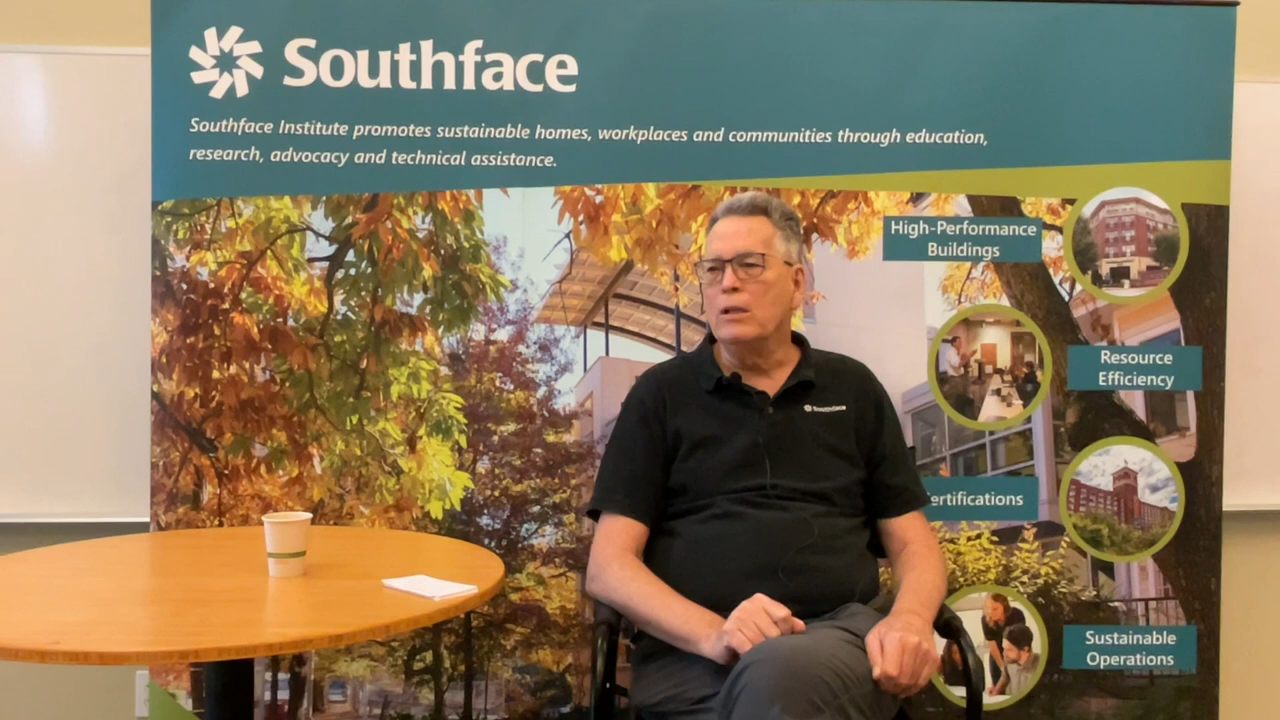 Southface
Southface Institute promotes sustainable homes, workplaces and communities through education,
research, advocacy and technical assistance.
High-Performance
Buildings
Resource
Efficiency
Southface
ertifications
Sustainable
Operations